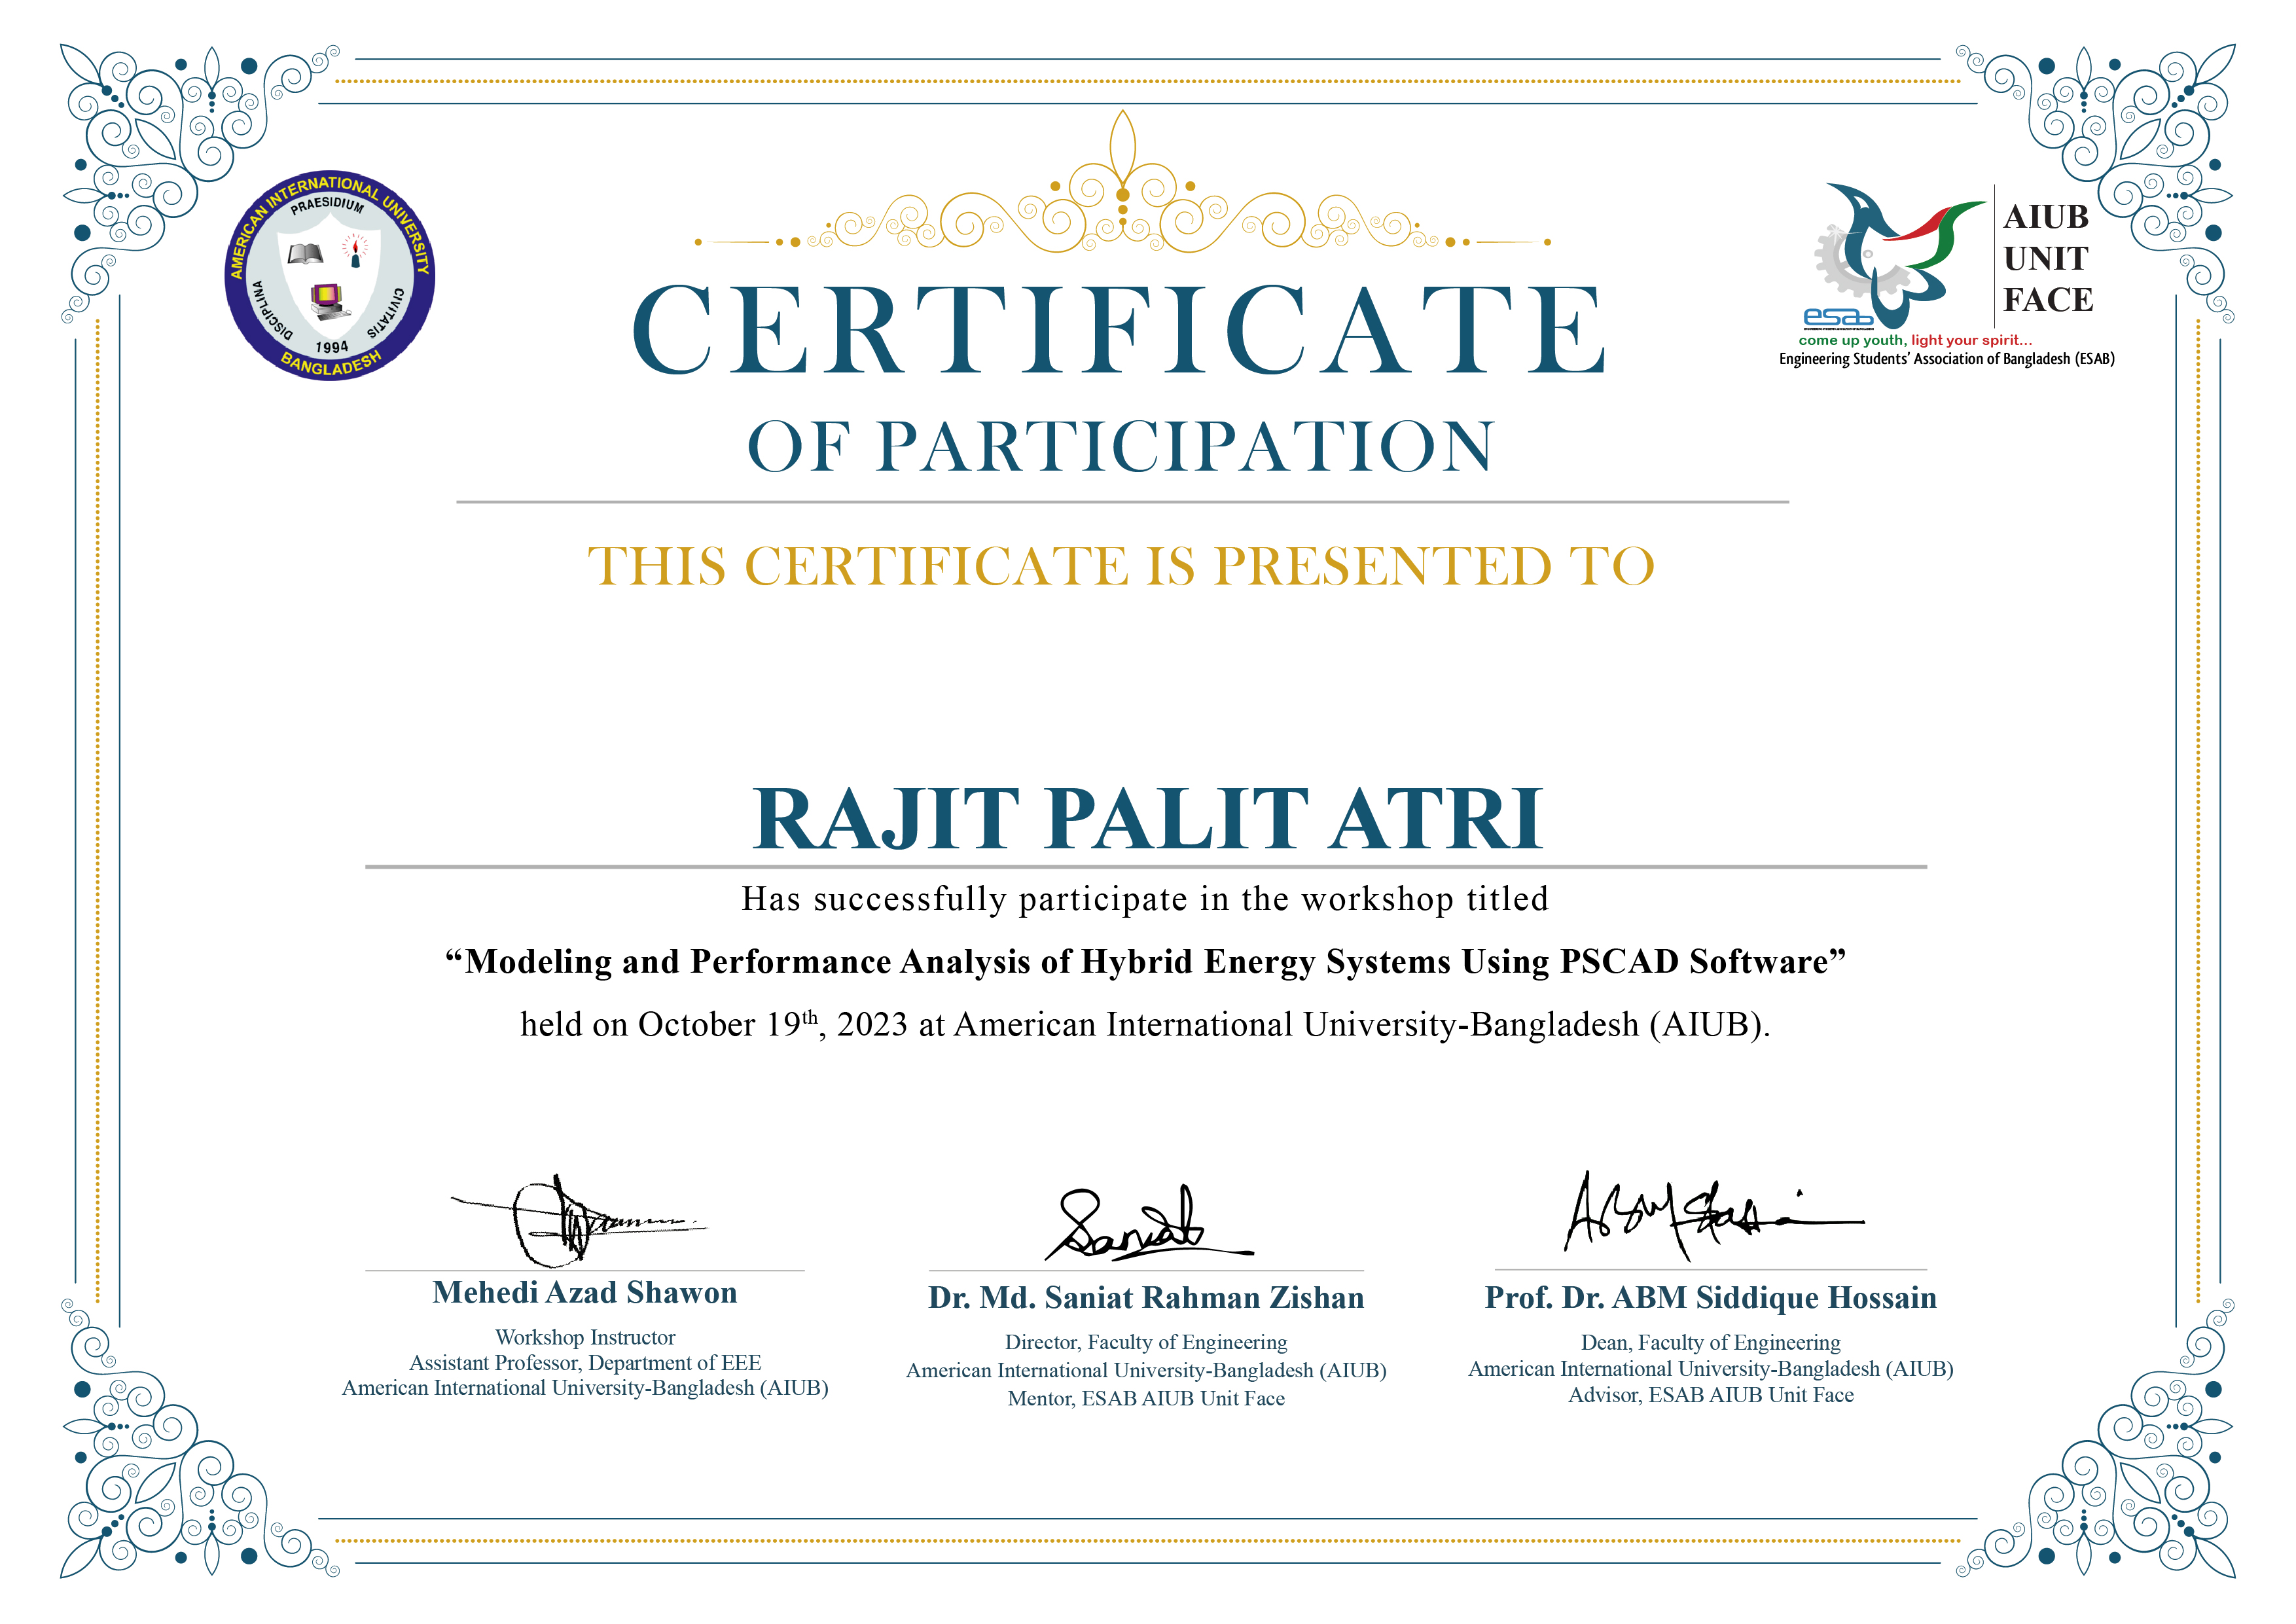 AMERICAN INTERNATIONAL UNIVERSITY
PRAESIDIUM
DISCIPLINA
CIVITATIS
1994
BANGLADESH
AIUB
UNIT
FACE
esab
come up youth, light your spirit...
Engineering Students’ Association of Bangladesh (ESAB)
CERTIFICATE
OF PARTICIPATION
THIS CERTIFICATE IS PRESENTED TO
RAJIT PALIT ATRI
Has successfully participate in the workshop titled
“Modeling and Performance Analysis of Hybrid Energy Systems Using PSCAD Software”
held on October 19th, 2023 at American International University-Bangladesh (AIUB).
Saniat
Mehedi Azad Shawon
Workshop Instructor
Assistant Professor, Department of EEE
American International University-Bangladesh (AIUB)
Dr. Md. Saniat Rahman Zishan
Director, Faculty of Engineering
American International University-Bangladesh (AIUB)
Mentor, ESAB AIUB Unit Face
Prof. Dr. ABM Siddique Hossain
Dean, Faculty of Engineering
American International University-Bangladesh (AIUB)
Advisor, ESAB AIUB Unit Face